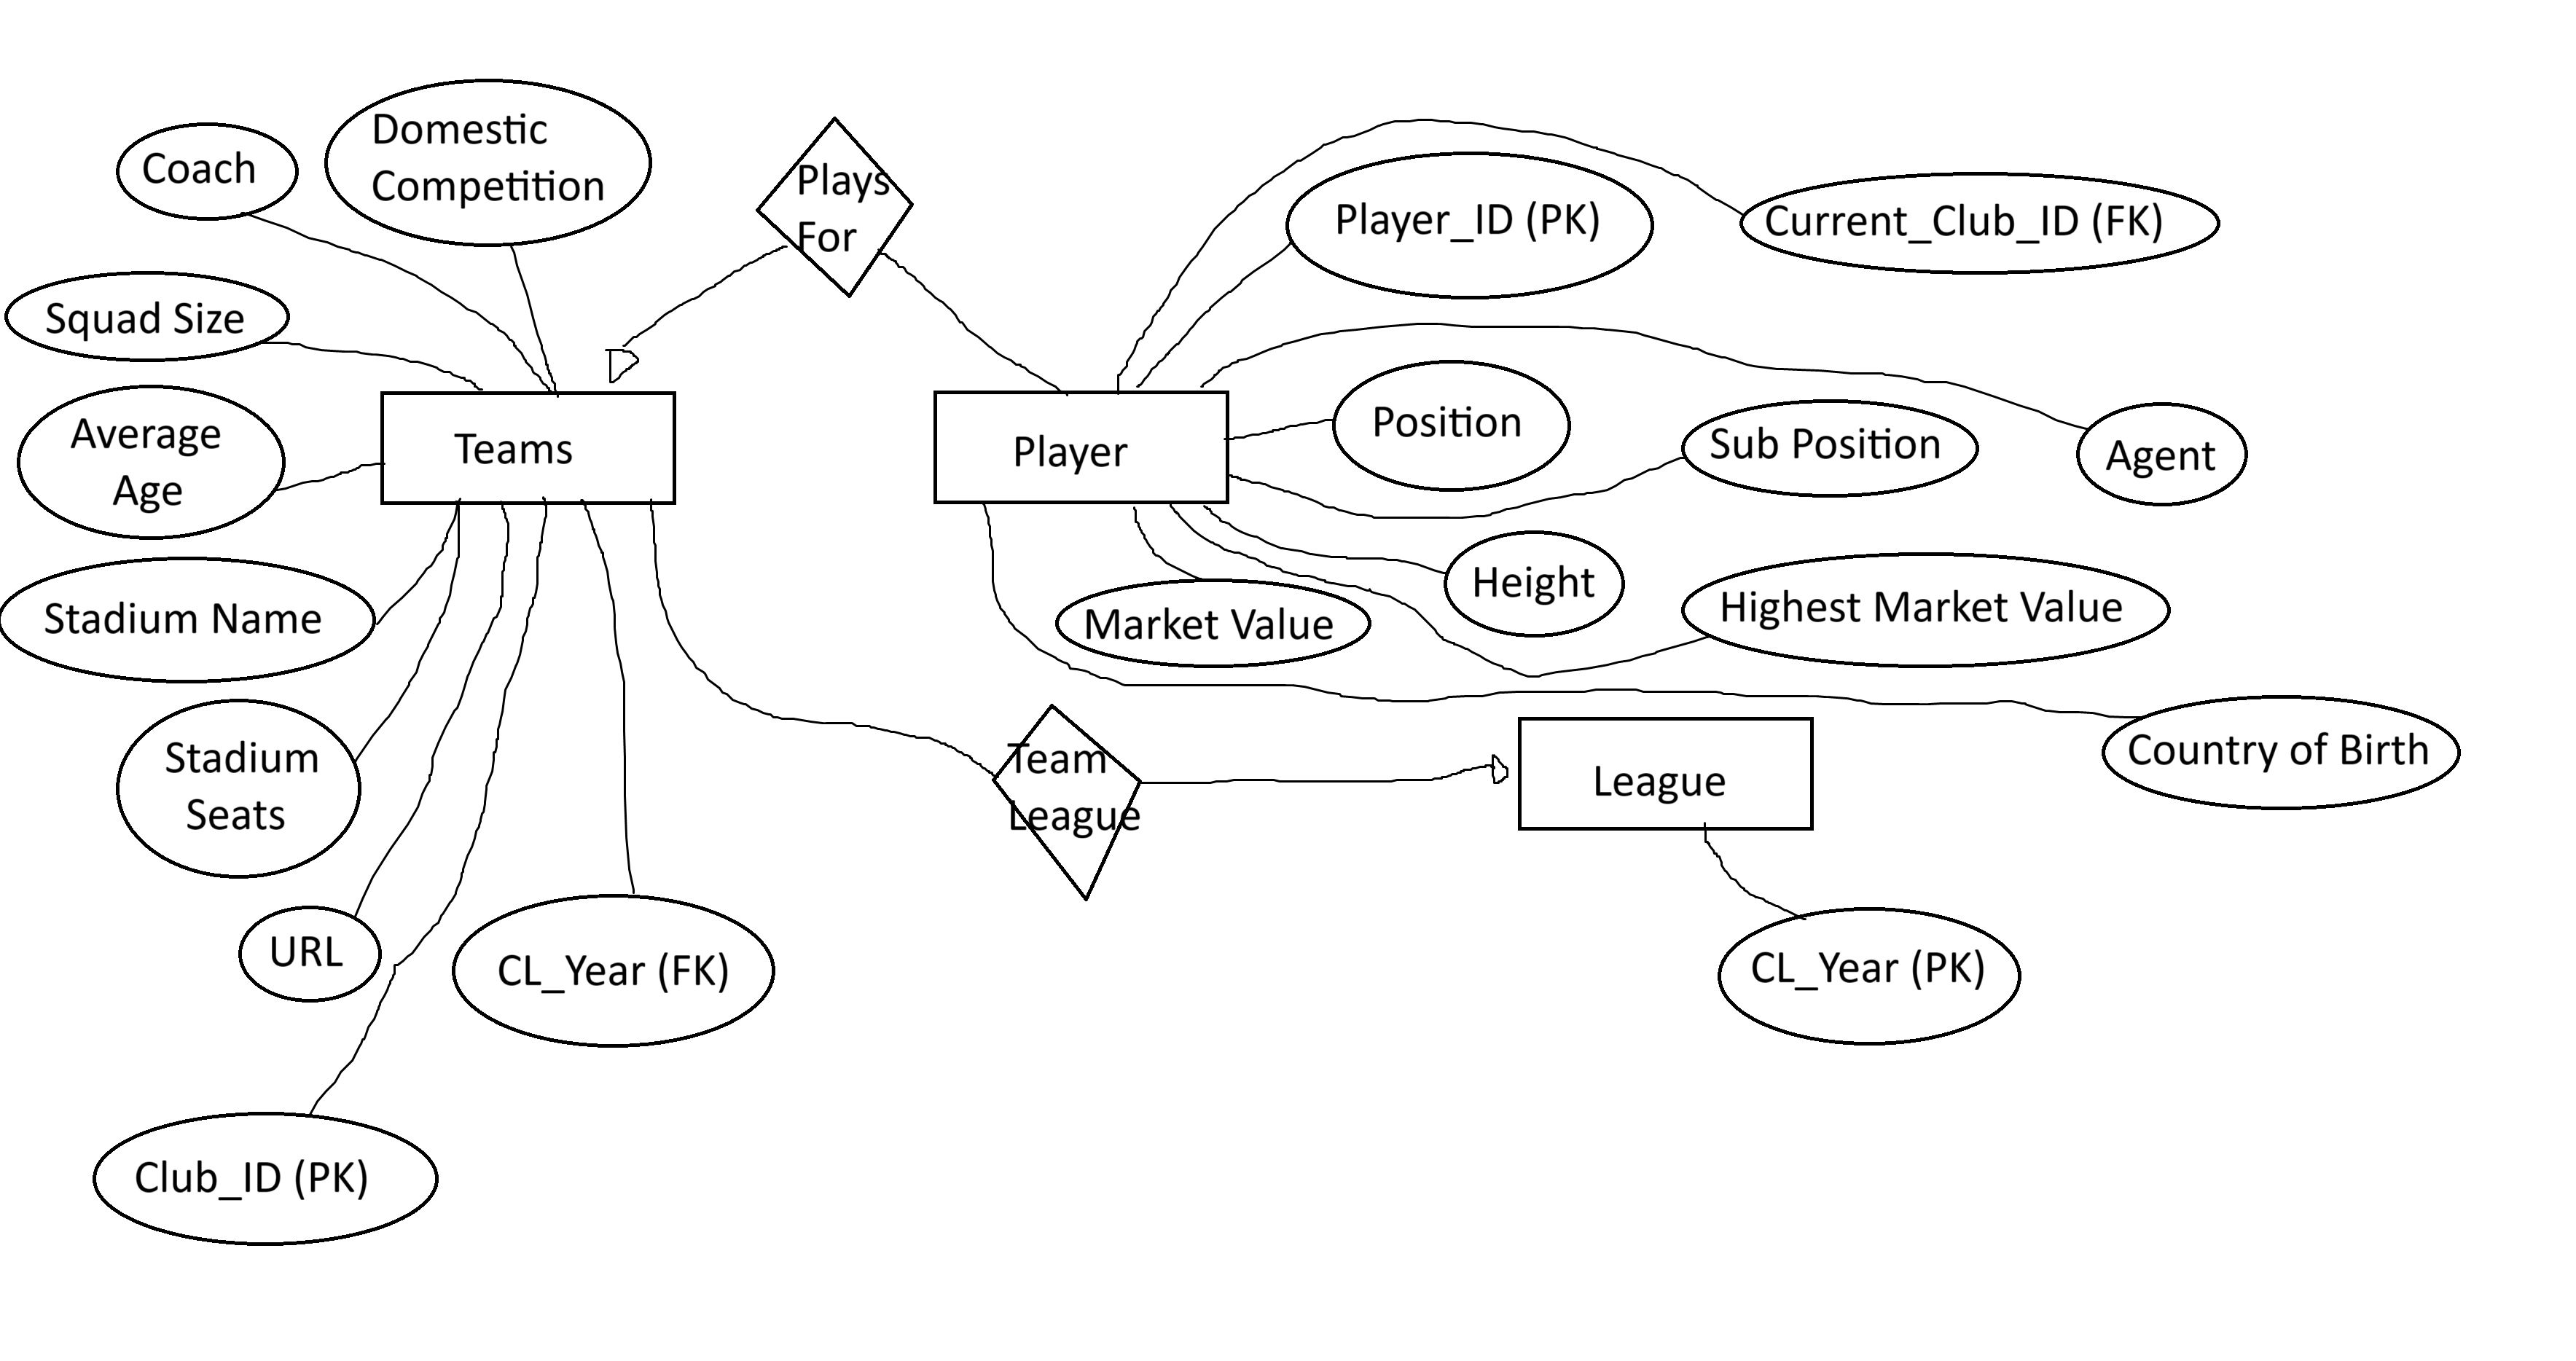 Coach
Domestic
Competition
Plays
For
Player_ID (PK)
Current_Club_ID (FK)
Squad Size
Average
Age
Teams
Player
Position
Sub Position
Agent
Stadium Name
Market Value
Height
Highest Market Value
Stadium
Seats
Team
League
League
Country of Birth
URL
CL_Year (FK)
CL_Year (PK)
Club_ID (PK)